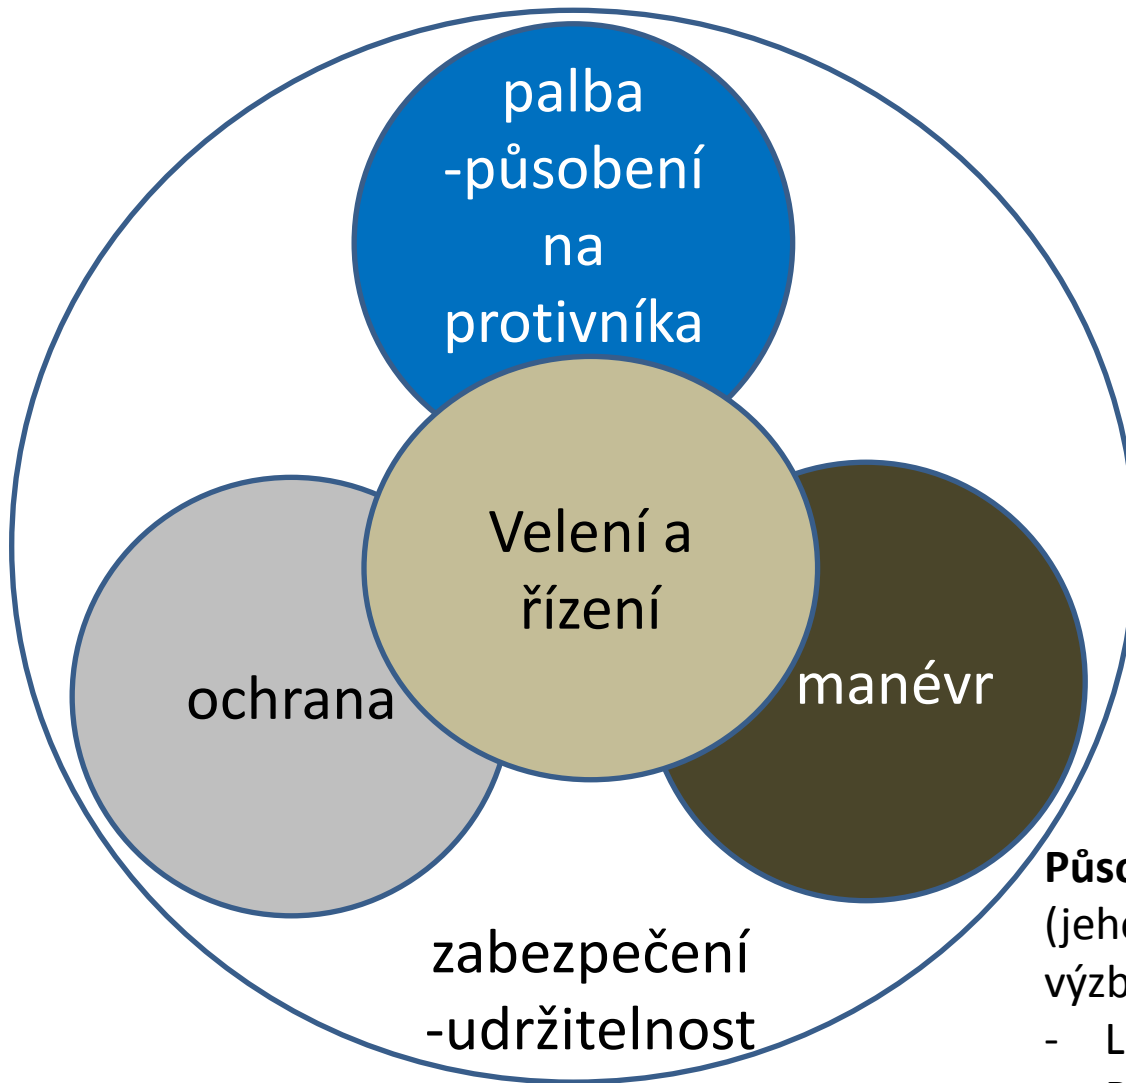 palba
-působení
na
protivníka
Velení a
řízení
ochrana
manévr
zabezpečení
-udržitelnost